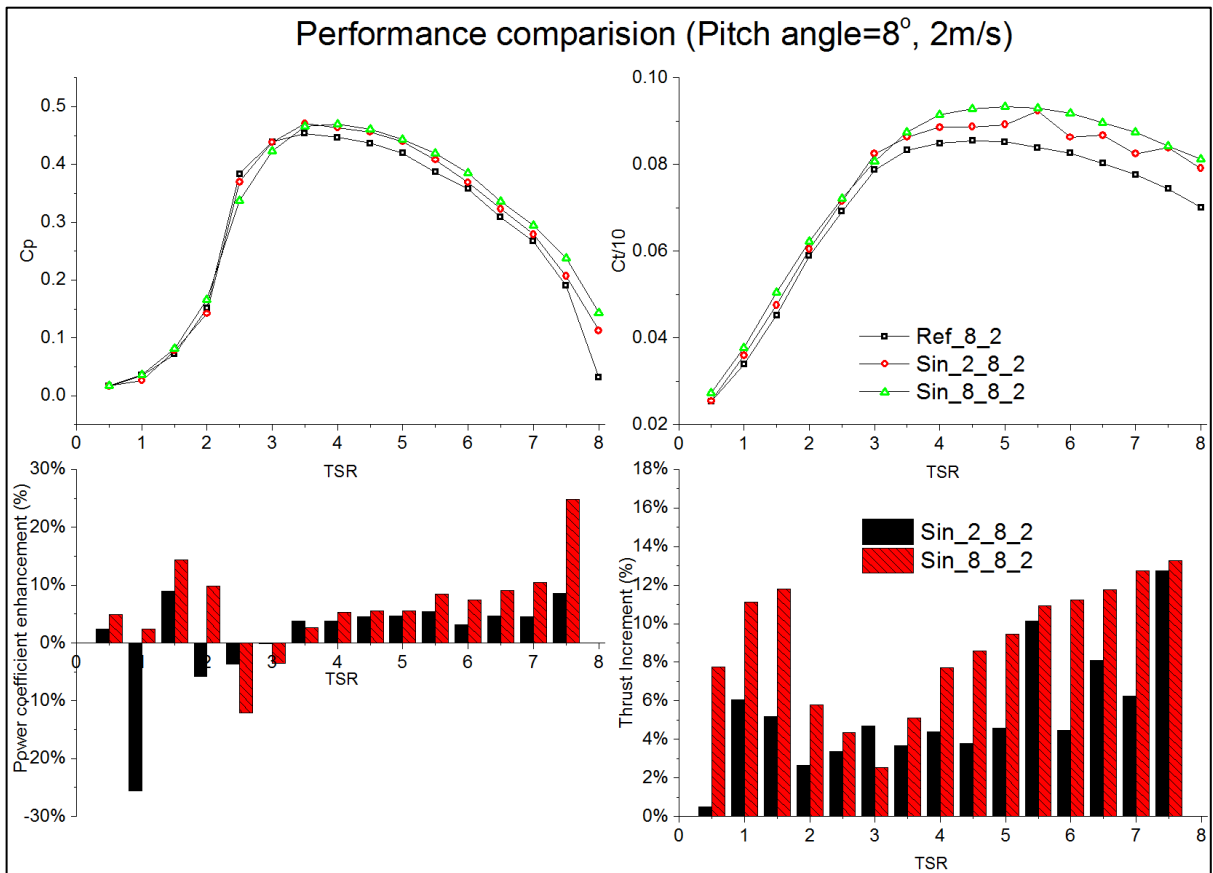 Performance comparision (Pitch angle=8°, 2m/s)
0.5
0.4
0.3
0.2
0.1
0.0
Cp
0 1 2 3 4 5 6 7 8
TSR
0.10
0.08
0.06
0.04
0.02
Ct/10
Ref_8_2
Sin_2_8_2
Sin_8_8_2
0 1 2 3 4 5 6 7 8
TSR
30%
20%
10%
0%
-10%
-20%
-30%
Power coefficient enhancement (%)
0 1 2 3 4 5 6 7 8
TSR
18%
16%
14%
12%
10%
8%
6%
4%
2%
0%
Thrust Increment (%)
Sin_2_8_2
Sin_8_8_2
0 1 2 3 4 5 6 7 8
TSR